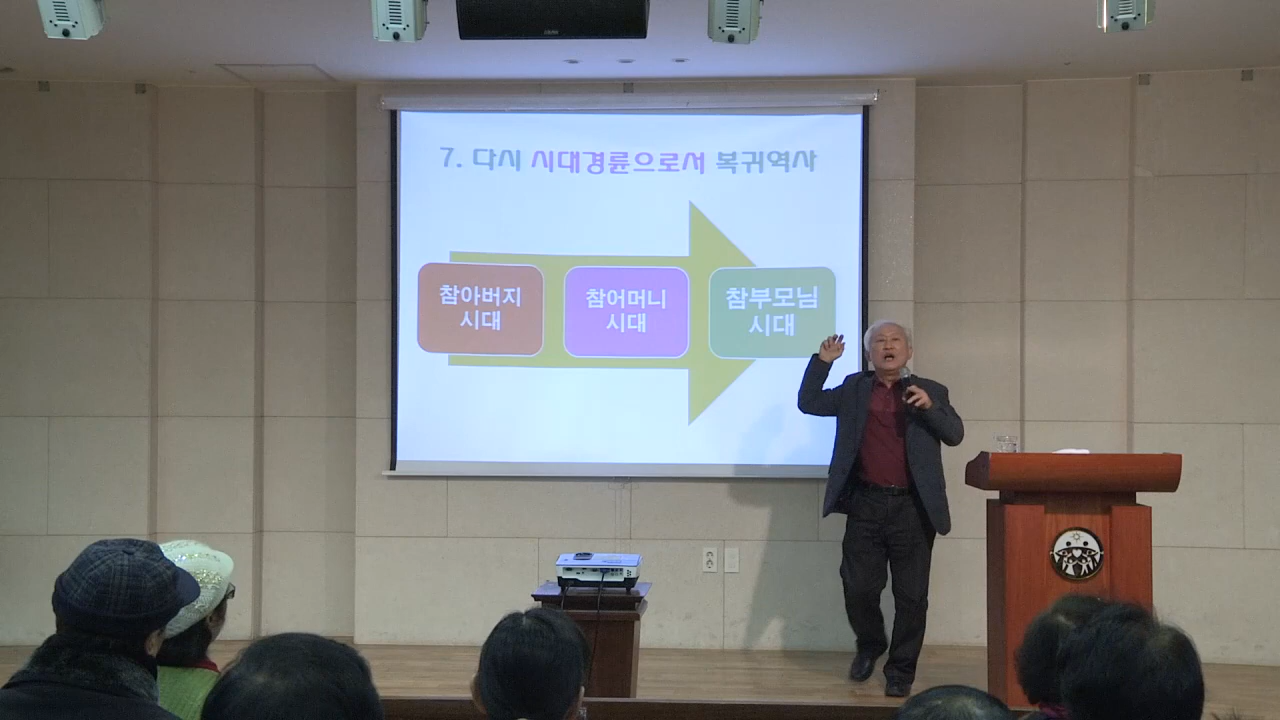 7. 다시 시대경륜으로서 복귀역사
참아버지
시대
참어머니
시대
참부모님
시대